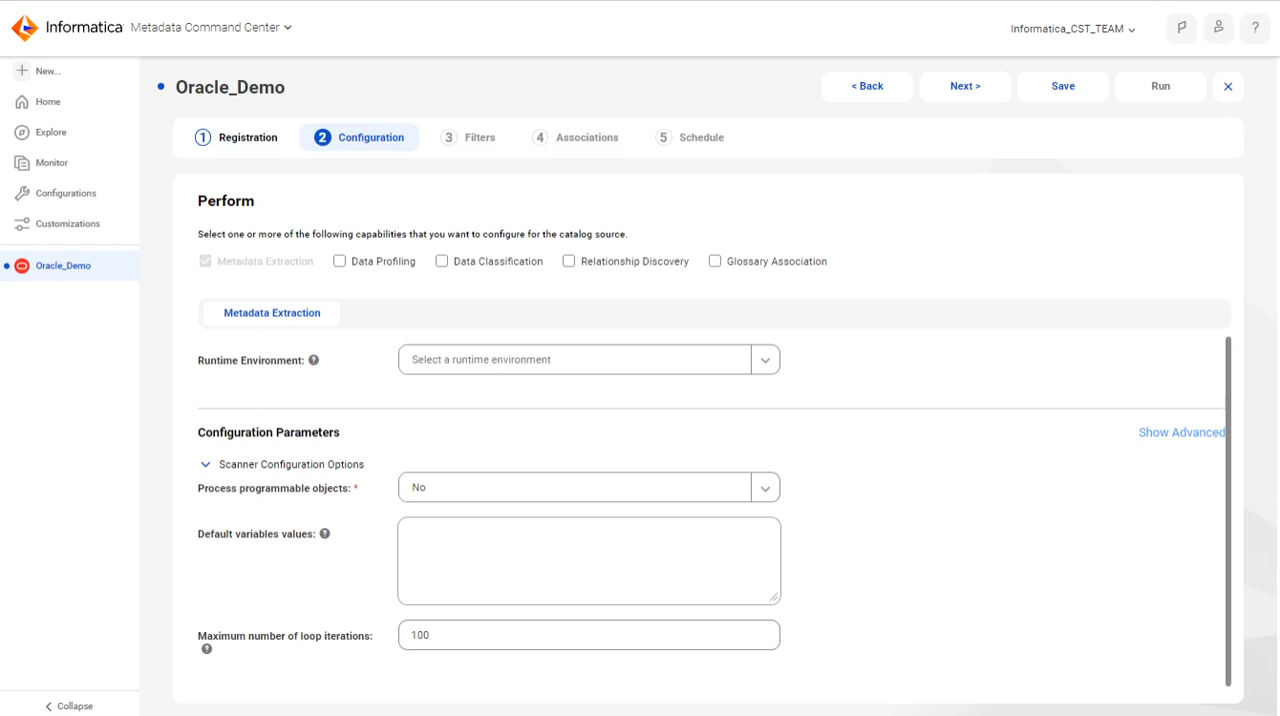 Informatica Metadata Command Center
Informatica_CST_TEAM
?
New...
Home
Explore
Monitor
Configurations
Customizations
Oracle_Demo
Collapse
Oracle_Demo
< Back
Next >
Save
Run
1 Registration
2 Configuration
3 Filters
4 Associations
5 Schedule
Perform
Select one or more of the following capabilities that you want to configure for the catalog source.
Metadata Extraction
Data Profiling
Data Classification
Relationship Discovery
Glossary Association
Metadata Extraction
Runtime Environment: ?
Select a runtime environment
Configuration Parameters
Show Advanced
Scanner Configuration Options
Process programmable objects: *
No
Default variables values: ?
Maximum number of loop iterations:
?
100